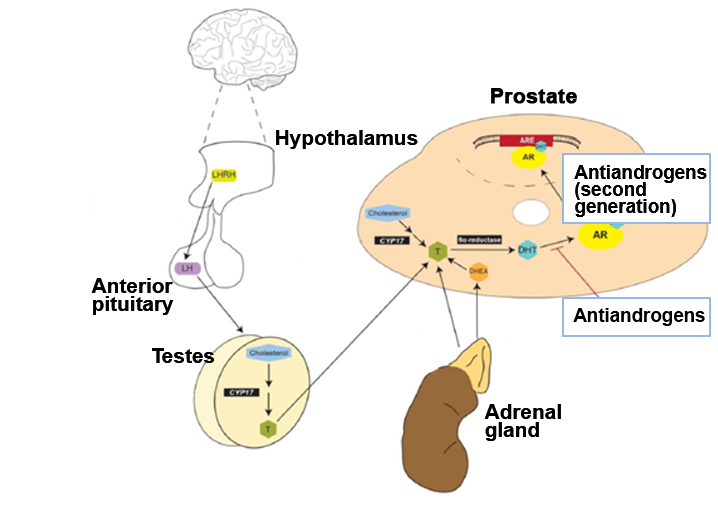 Prostate
Hypothalamus
ARE
DHT
AR
LHRH
Antiandrogens
(second
generation)
Cholesterol
CYP17
5α-reductase
T
DHT
AR
LH
DHEA
Anterior
pituitary
Antiandrogens
Testes
Cholesterol
CYP17
T
Adrenal
gland